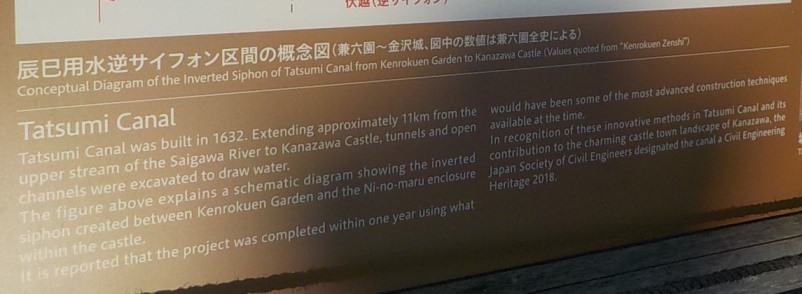 伏越(逆サイフォン)
辰巳用水逆サイフォン区間の概念図(兼六園～金沢城、図中の数値は兼六園全史による)
Conceptual Diagram of the Inverted Siphon of Tatsumi Canal from Kenrokuen Garden to Kanazawa Castle (Values quoted from "Kenrokuen Zenshi")
Tatsumi Canal
Tatsumi Canal was built in 1632. Extending approximately 11km from the
upper stream of the Saigawa River to Kanazawa Castle, tunnels and open
channels were excavated to draw water.
The figure above explains a schematic diagram showing the inverted
siphon created between Kenrokuen Garden and the Ni-no-maru enclosure
within the castle.
It is reported that the project was completed within one year using what
would have been some of the most advanced construction techniques
available at the time.
In recognition of these innovative methods in Tatsumi Canal and its
contribution to the charming castle town landscape of Kanazawa, the
Japan Society of Civil Engineers designated the canal a Civil Engineering
Heritage 2018.